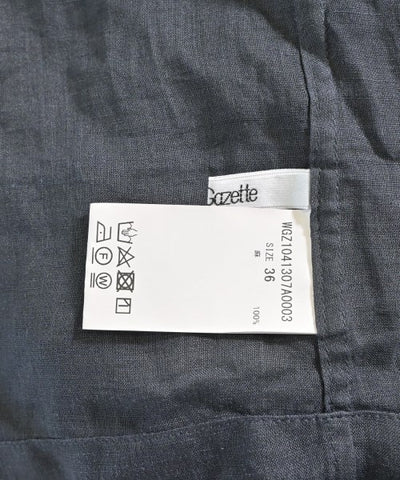 Gazette
WGZ1041307A0003
SIZE 36
麻 100%
F
W